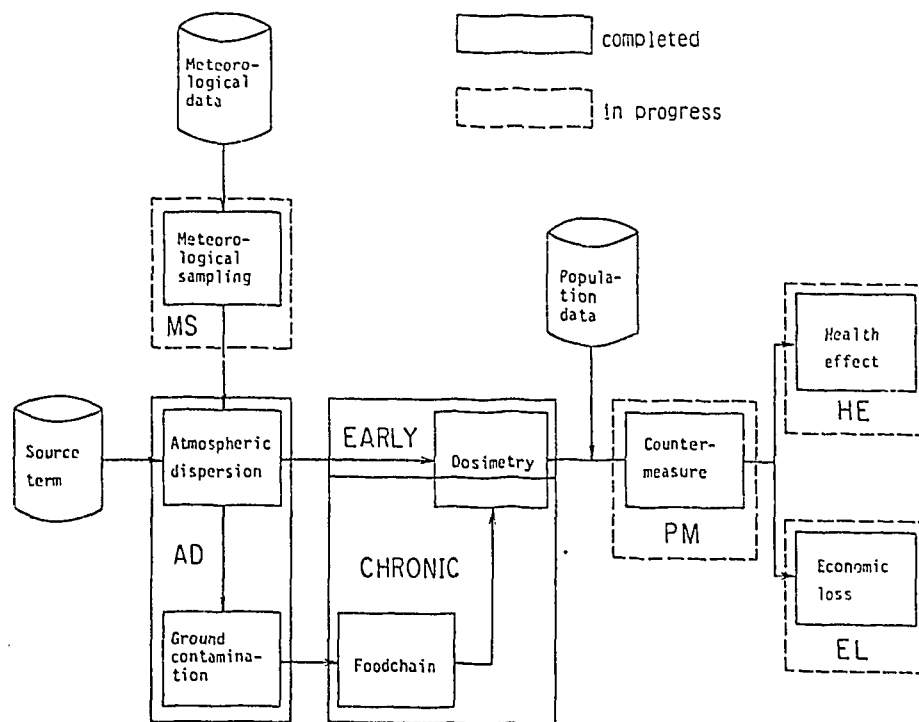 Meteoro-
logical
data
completed
in progress
Meteoro-
logical
sampling
MS
Popula-
tion
data
Health
effect
HE
Source
term
Atmospheric
dispersion
EARLY
Dosimetry
Counter-
measure
PM
AD
CHRONIC
Ground
contamina-
tion
Foodchain
Economic
loss
EL